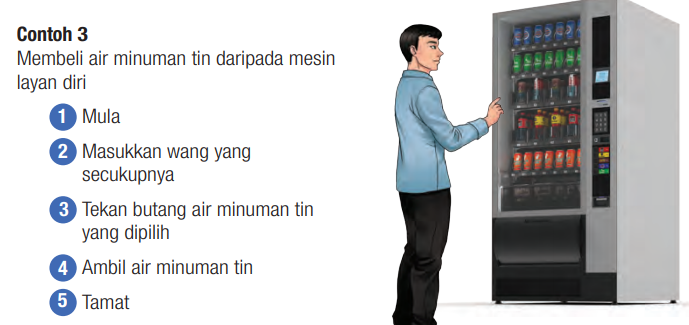 Contoh 3
Membeli air minuman tin daripada mesin
layan diri
1 Mula
2 Masukkan wang yang
secukupnya
3 Tekan butang air minuman tin
yang dipilih
4 Ambil air minuman tin
5 Tamat